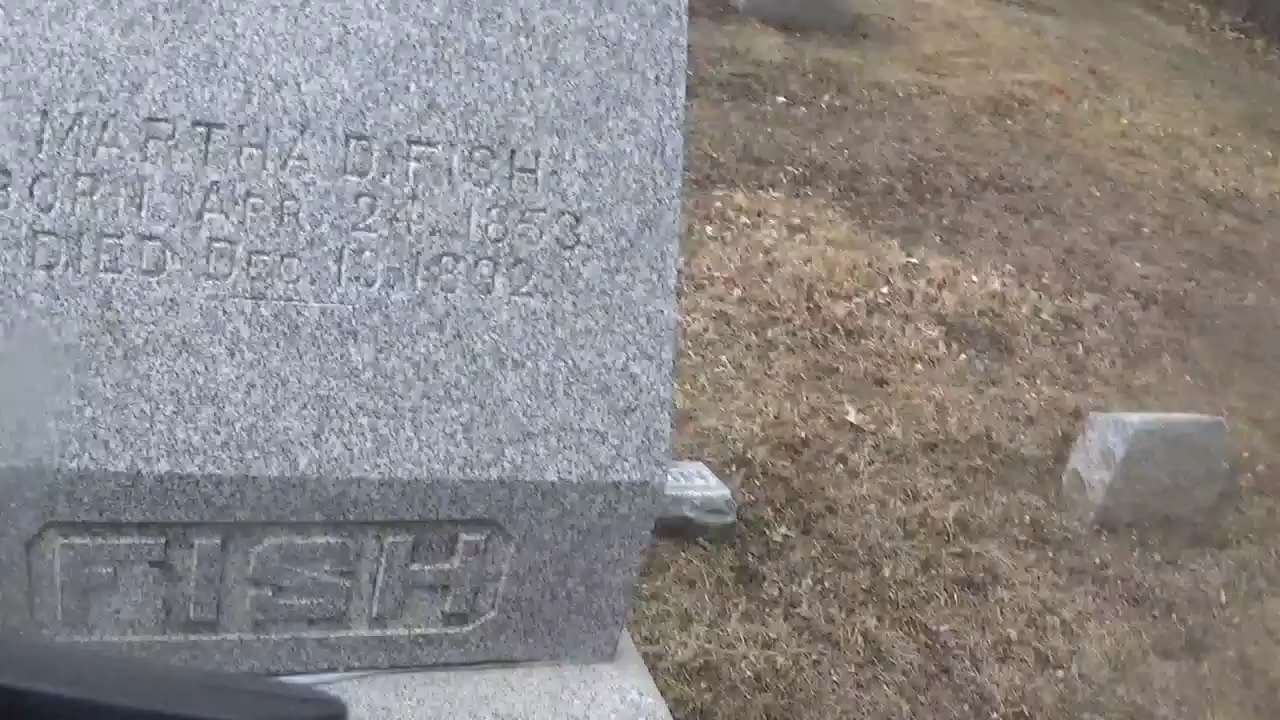 MARTHA D. FISH
BORN APR. 24. 1853
DIED DEC. 19. 1892
FISH